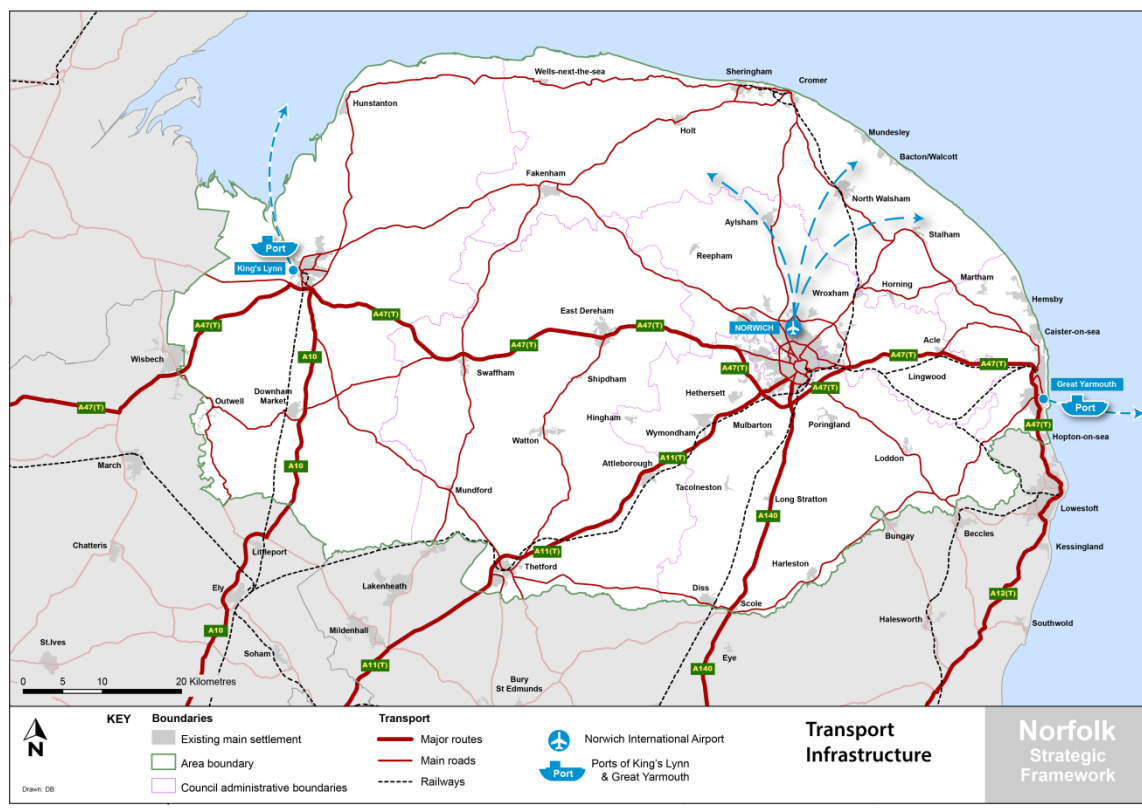 Wells-next-the-sea
Sheringham
Cromer
Hunstanton
Holt
Mundesley
Bacton/Walcott
Fakenham
North Walsham
Aylsham
Stalham
Port
Reepham
King's Lynn
Martham
Wroxham
Horning
Hemsby
A47(T)
A47(T)
East Dereham
A47(T)
NORWICH
Caister-on-sea
Wisbech
A10
A47(T)
Acle
A47(T)
A47(T)
Swaffham
Shipdham
A47(T)
Lingwood
Great Yarmouth
Downham
Market
Hethersett
A47(T)
Port
A47(T)
Outwell
Hingham
Mulbarton
Poringland
A47(T)
Watton
Wymondham
Hopton-on-sea
March
A10
Attleborough
A11(T)
Loddon
Mundford
Tacolneston
Long Stratton
Lowestoft
A140
Chatteris
Littleport
A11(T)
Bungay
Beccles
Kessingland
Thetford
Harleston
Ely
Lakenheath
Diss
Scole
A12(T)
St.Ives
A10
Mildenhall
Halesworth
Southwold
Soham
A11(T)
Eye
A140
0 5 10 20 Kilometres
Bury
St Edmunds
N
Drawn: DB
KEY
Boundaries
Existing main settlement
Area boundary
Council administrative boundaries
Transport
Major routes
Main roads
Railways
Norwich International Airport
Port
Ports of King's Lynn
& Great Yarmouth
Transport
Infrastructure
Norfolk
Strategic
Framework